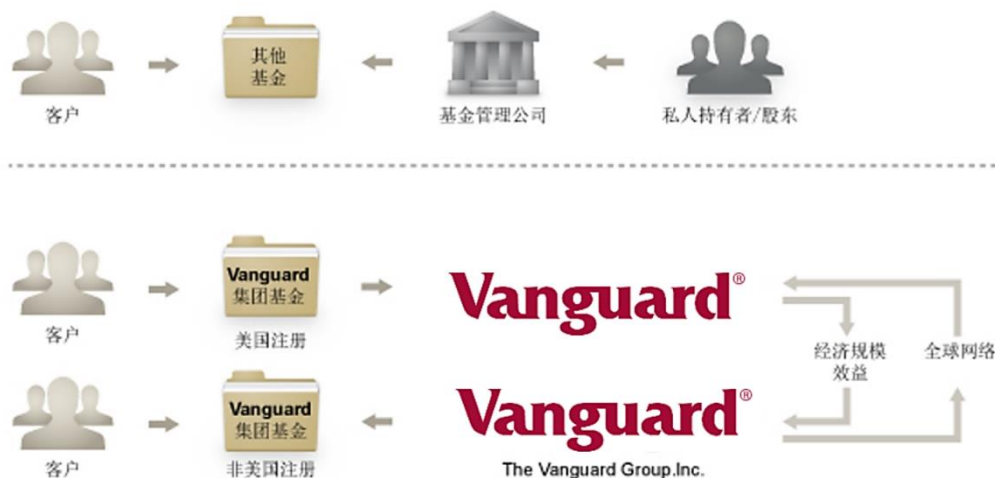 其他
基金
客户
基金管理公司
私人持有者/股东
Vanguard
集团基金
Vanguard®
客户
美国注册
经济规模
效益
全球网络
Vanguard
集团基金
Vanguard®
客户
非美国注册
The Vanguard Group.Inc.